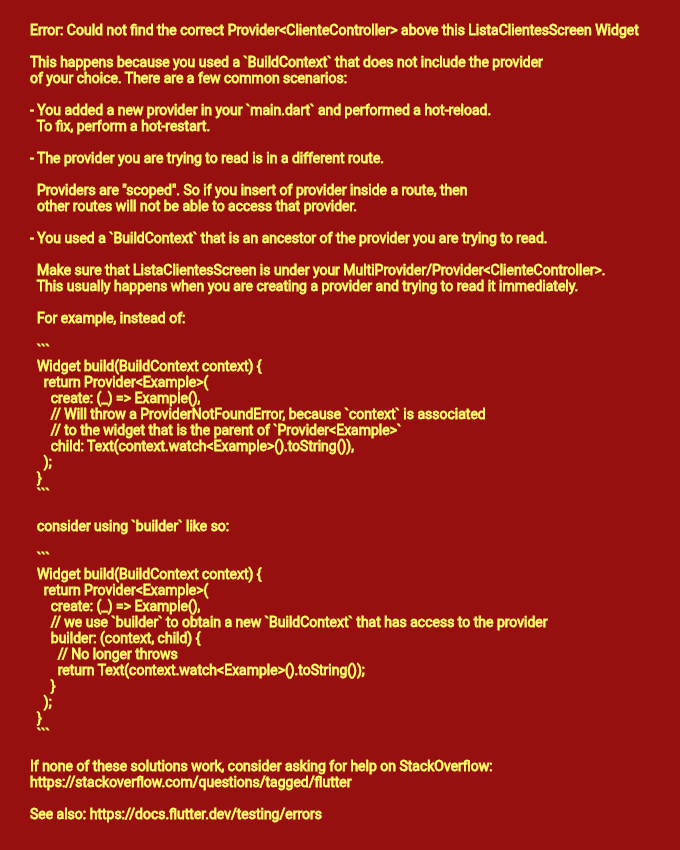 Error: Could not find the correct Provider<ClienteController> above this ListaClientesScreen Widget
This happens because you used a `BuildContext` that does not include the provider
of your choice. There are a few common scenarios:
- You added a new provider in your `main.dart` and performed a hot-reload.
To fix, perform a hot-restart.
- The provider you are trying to read is in a different route.
Providers are "scoped". So if you insert of provider inside a route, then
other routes will not be able to access that provider.
- You used a `BuildContext` that is an ancestor of the provider you are trying to read.
Make sure that ListaClientesScreen is under your MultiProvider/Provider<ClienteController>.
This usually happens when you are creating a provider and trying to read it immediately.
For example, instead of:
```
Widget build(BuildContext context) {
return Provider<Example>(
create: (_) => Example(),
// Will throw a ProviderNotFoundError, because `context` is associated
// to the widget that is the parent of `Provider<Example>`
child: Text(context.watch<Example>().toString()),
);
}
```
consider using `builder` like so:
```
Widget build(BuildContext context) {
return Provider<Example>(
create: (_) => Example(),
// we use `builder` to obtain a new `BuildContext` that has access to the provider
builder: (context, child) {
// No longer throws
return Text(context.watch<Example>().toString());
}
);
}
```
If none of these solutions work, consider asking for help on StackOverflow:
https://stackoverflow.com/questions/tagged/flutter
See also: https://docs.flutter.dev/testing/errors